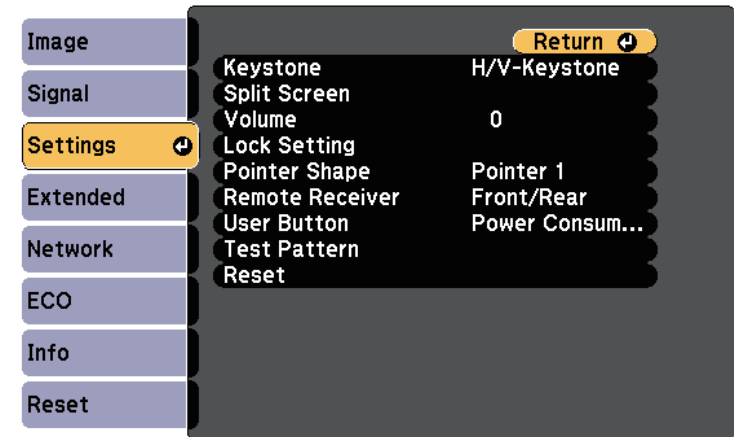 Image
Signal
Settings
Extended
Network
ECO
Info
Reset
Return
Keystone H/V-Keystone
Split Screen
Volume 0
Lock Setting
Pointer Shape Pointer 1
Remote Receiver Front/Rear
User Button Power Consum...
Test Pattern
Reset